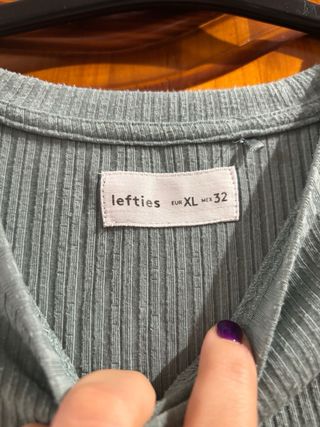 lefties EUR XL MEX 32